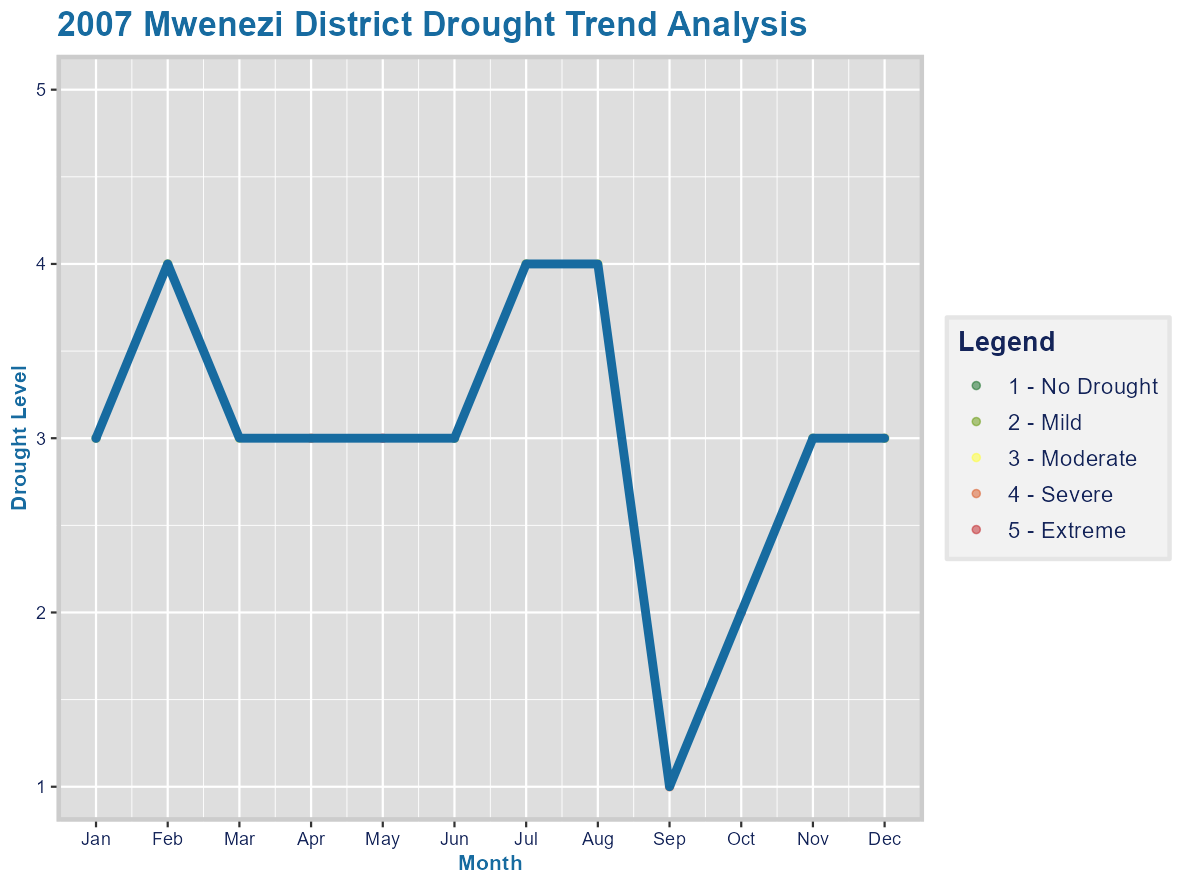 2007 Mwenezi District Drought Trend Analysis
Drought Level
5
4
3
2
1
Jan Feb Mar Apr May Jun Jul Aug Sep Oct Nov Dec
Month
Legend
1 - No Drought
2 - Mild
3 - Moderate
4 - Severe
5 - Extreme